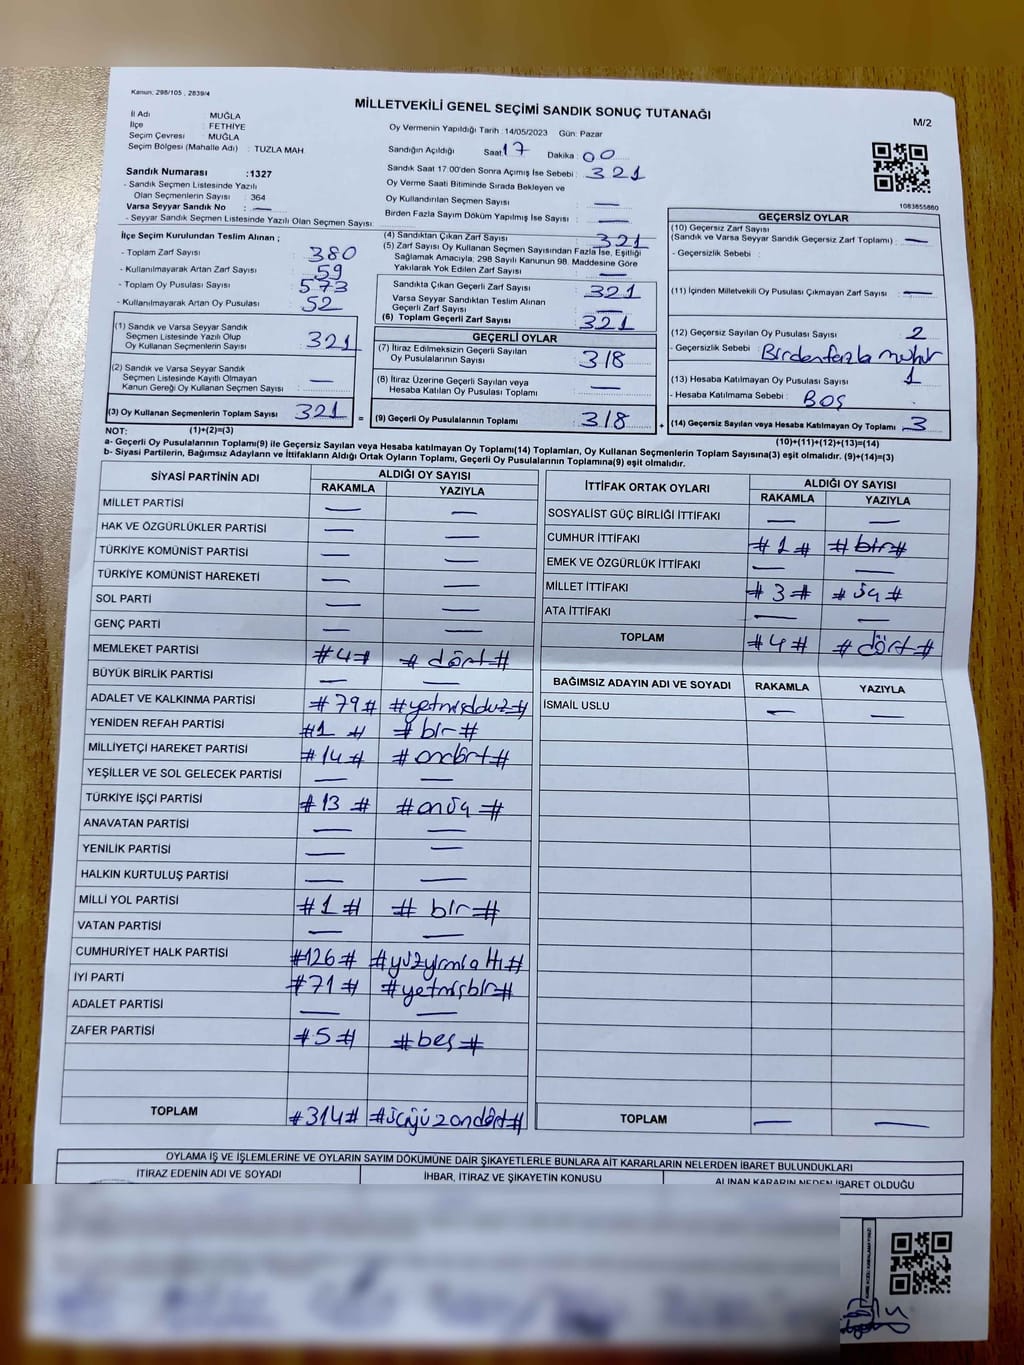 Kanun: 298/105 , 2839/4
MİLLETVEKİLİ GENEL SEÇİMİ SANDIK SONUÇ TUTANAĞI
M/2
İl Adı MUĞLA
İlçe : FETHİYE
Seçim Çevresi : MUĞLA
Seçim Bölgesi (Mahalle Adı) : TUZLA MAH.
Oy Vermenin Yapıldığı Tarih :14/05/2023 Gün: Pazar
Sandığın Açıldığı Saat 17 Dakika : 00
Sandık Saat 17:00'den Sonra Açımış İse Sebebi : 321
Oy Verme Saati Bitiminde Sırada Bekleyen ve
Oy Kullandırılan Seçmen Sayısı : —
Birden Fazla Sayım Döküm Yapılmış İse Sayısı : —
Sandık Numarası :1327
- Sandık Seçmen Listesinde Yazılı
Olan Seçmenlerin Sayısı : 364
Varsa Seyyar Sandık No : —
- Seyyar Sandık Seçmen Listesinde Yazılı Olan Seçmen Sayısı:
1083655860
İlçe Seçim Kurulundan Teslim Alınan ;
- Toplam Zarf Sayısı : 380
- Kullanılmayarak Artan Zarf Sayısı : 59
- Toplam Oy Pusulası Sayısı : 573
- Kullanılmayarak Artan Oy Pusulası : 52
(1) Sandık ve Varsa Seyyar Sandık
Seçmen Listesinde Yazılı Olup
Oy Kullanan Seçmenlerin Sayısı : 321
(2) Sandık ve Varsa Seyyar Sandık
Seçmen Listesinde Kayıtlı Olmayan
Kanun Gereği Oy Kullanan Seçmen Sayısı : —
(3) Oy Kullanan Seçmenlerin Toplam Sayısı 321 =
(4) Sandıktan Çıkan Zarf Sayısı : 321
(5) Zarf Sayısı Oy Kullanan Seçmen Sayısından Fazla İse, Eşitliği
Sağlamak Amacıyla; 298 Sayılı Kanunun 98. Maddesine Göre
Yakılarak Yok Edilen Zarf Sayısı : —
Sandıkta Çıkan Geçerli Zarf Sayısı : 321
Varsa Seyyar Sandıktan Teslim Alınan
Geçerli Zarf Sayısı : —
(6) Toplam Geçerli Zarf Sayısı : 321
GEÇERLİ OYLAR
(7) İtiraz Edilmeksizin Geçerli Sayılan
Oy Pusulalarının Sayısı : 318
(8) İtiraz Üzerine Geçerli Sayılan veya
Hesaba Katılan Oy Pusulaları Toplamı : —
(9) Geçerli Oy Pusulalarının Toplamı : 318 +
GEÇERSİZ OYLAR
(10) Geçersiz Zarf Sayısı
(Sandık ve Varsa Seyyar Sandık Geçersiz Zarf Toplamı) : —
- Geçersizlik Sebebi :
(11) İçinden Milletvekili Oy Pusulası Çıkmayan Zarf Sayısı : —
(12) Geçersiz Sayılan Oy Pusulası Sayısı : 2
- Geçersizlik Sebebi : Birden fazla mühür
(13) Hesaba Katılmayan Oy Pusulası Sayısı : 1
- Hesaba Katılmama Sebebi : BOŞ
(14) Geçersiz Sayılan veya Hesaba Katılmayan Oy Toplamı : 3
NOT: (1)+(2)=(3)
(10)+(11)+(12)+(13)=(14)
a- Geçerli Oy Pusulalarının Toplamı(9) ile Geçersiz Sayılan veya Hesaba katılmayan Oy Toplamı(14) Toplamları, Oy Kullanan Seçmenlerin Toplam Sayısına(3) eşit olmalıdır. (9)+(14)=(3)
b- Siyasi Partilerin, Bağımsız Adayların ve İttifakların Aldığı Ortak Oyların Toplamı, Geçerli Oy Pusulalarının Toplamına(9) eşit olmalıdır.
SİYASİ PARTİNİN ADI ALDIĞI OY SAYISI
RAKAMLA YAZIYLA
MİLLET PARTİSİ — —
HAK VE ÖZGÜRLÜKLER PARTİSİ — —
TÜRKİYE KOMÜNİST PARTİSİ — —
TÜRKİYE KOMÜNİST HAREKETİ — —
SOL PARTİ — —
GENÇ PARTİ — —
MEMLEKET PARTİSİ #4# # dört #
BÜYÜK BİRLİK PARTİSİ — —
ADALET VE KALKINMA PARTİSİ #79# #yetmişdokuz#
YENİDEN REFAH PARTİSİ #1# #bir#
MİLLİYETÇİ HAREKET PARTİSİ #14# #ondört#
YEŞİLLER VE SOL GELECEK PARTİSİ — —
TÜRKİYE İŞÇİ PARTİSİ #13# #onüç#
ANAVATAN PARTİSİ — —
YENİLİK PARTİSİ — —
HALKIN KURTULUŞ PARTİSİ — —
MİLLİ YOL PARTİSİ #1# # bir #
VATAN PARTİSİ — —
CUMHURİYET HALK PARTİSİ #126# #yüzyirmialtı#
İYİ PARTİ #71# #yetmişbir#
ADALET PARTİSİ — —
ZAFER PARTİSİ #5# #beş#
TOPLAM #314# #üçyüzondört#
İTTİFAK ORTAK OYLARI ALDIĞI OY SAYISI
RAKAMLA YAZIYLA
SOSYALİST GÜÇ BİRLİĞİ İTTİFAKI — —
CUMHUR İTTİFAKI #1# #bir#
EMEK VE ÖZGÜRLÜK İTTİFAKI — —
MİLLET İTTİFAKI #3# #üç#
ATA İTTİFAKI — —
TOPLAM #4# # dört #
BAĞIMSIZ ADAYIN ADI VE SOYADI RAKAMLA YAZIYLA
İSMAİL USLU — —
TOPLAM — —
OYLAMA İŞ VE İŞLEMLERİNE VE OYLARIN SAYIM DÖKÜMÜNE DAİR ŞİKAYETLERLE BUNLARA AİT KARARLARIN NELERDEN İBARET BULUNDUKLARI
İTİRAZ EDENİN ADI VE SOYADI İHBAR, İTİRAZ VE ŞİKAYETİN KONUSU ALINAN KARARIN NEDEN İBARET OLDUĞU